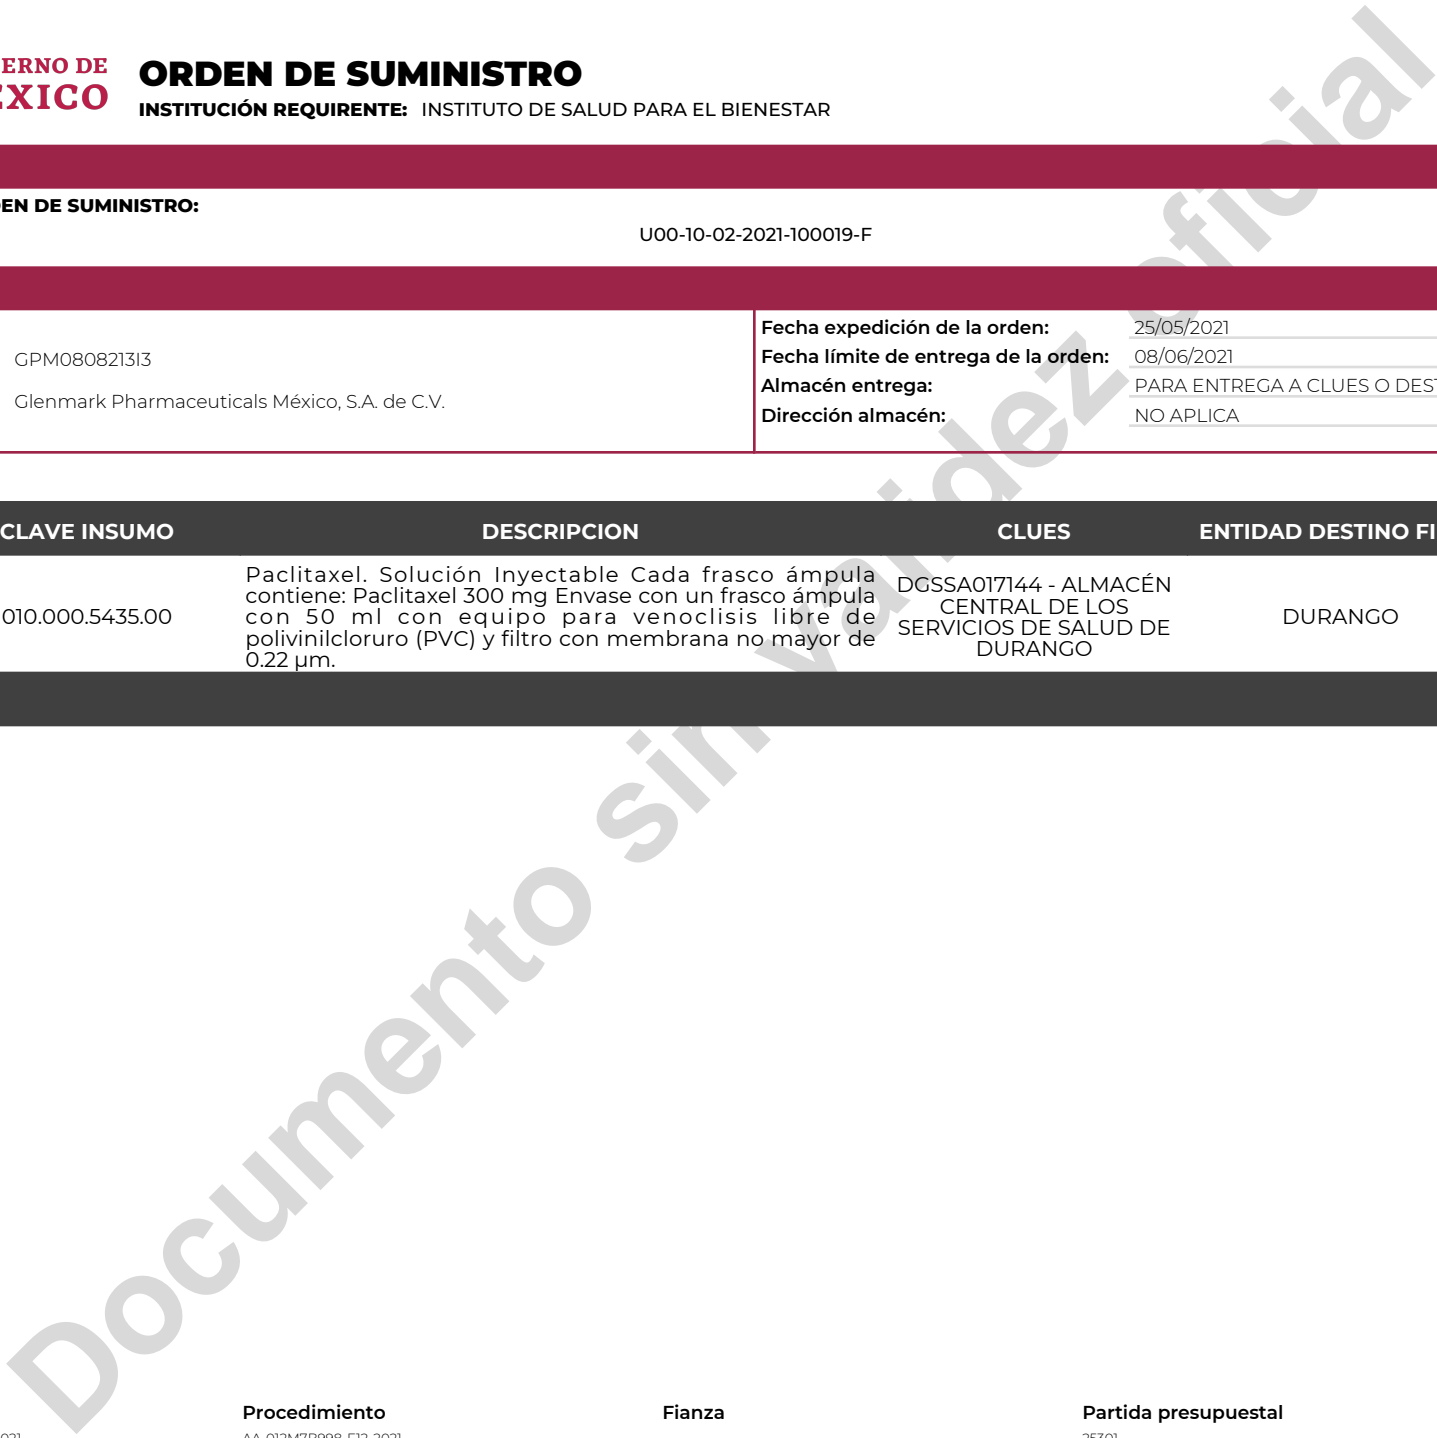 ERNO DE
ORDEN DE SUMINISTRO
INSTITUCIÓN REQUIRENTE: INSTITUTO DE SALUD PARA EL BIENESTAR
EN DE SUMINISTRO:
U00-10-02-2021-100019-F
GPM0808213I3
Glenmark Pharmaceuticals México, S.A. de C.V.
Fecha expedición de la orden: 25/05/2021
Fecha límite de entrega de la orden: 08/06/2021
Almacén entrega: PARA ENTREGA A CLUES O DEST
Dirección almacén: NO APLICA
CLAVE INSUMO DESCRIPCION CLUES ENTIDAD DESTINO FI
010.000.5435.00
Paclitaxel. Solución Inyectable Cada frasco ámpula
contiene: Paclitaxel 300 mg Envase con un frasco ámpula
con 50 ml con equipo para venoclisis libre de
polivinilcloruro (PVC) y filtro con membrana no mayor de
0.22 µm.
DGSSA017144 - ALMACÉN
CENTRAL DE LOS
SERVICIOS DE SALUD DE
DURANGO
DURANGO
Documento sin validez oficial
Procedimiento Fianza Partida presupuestal